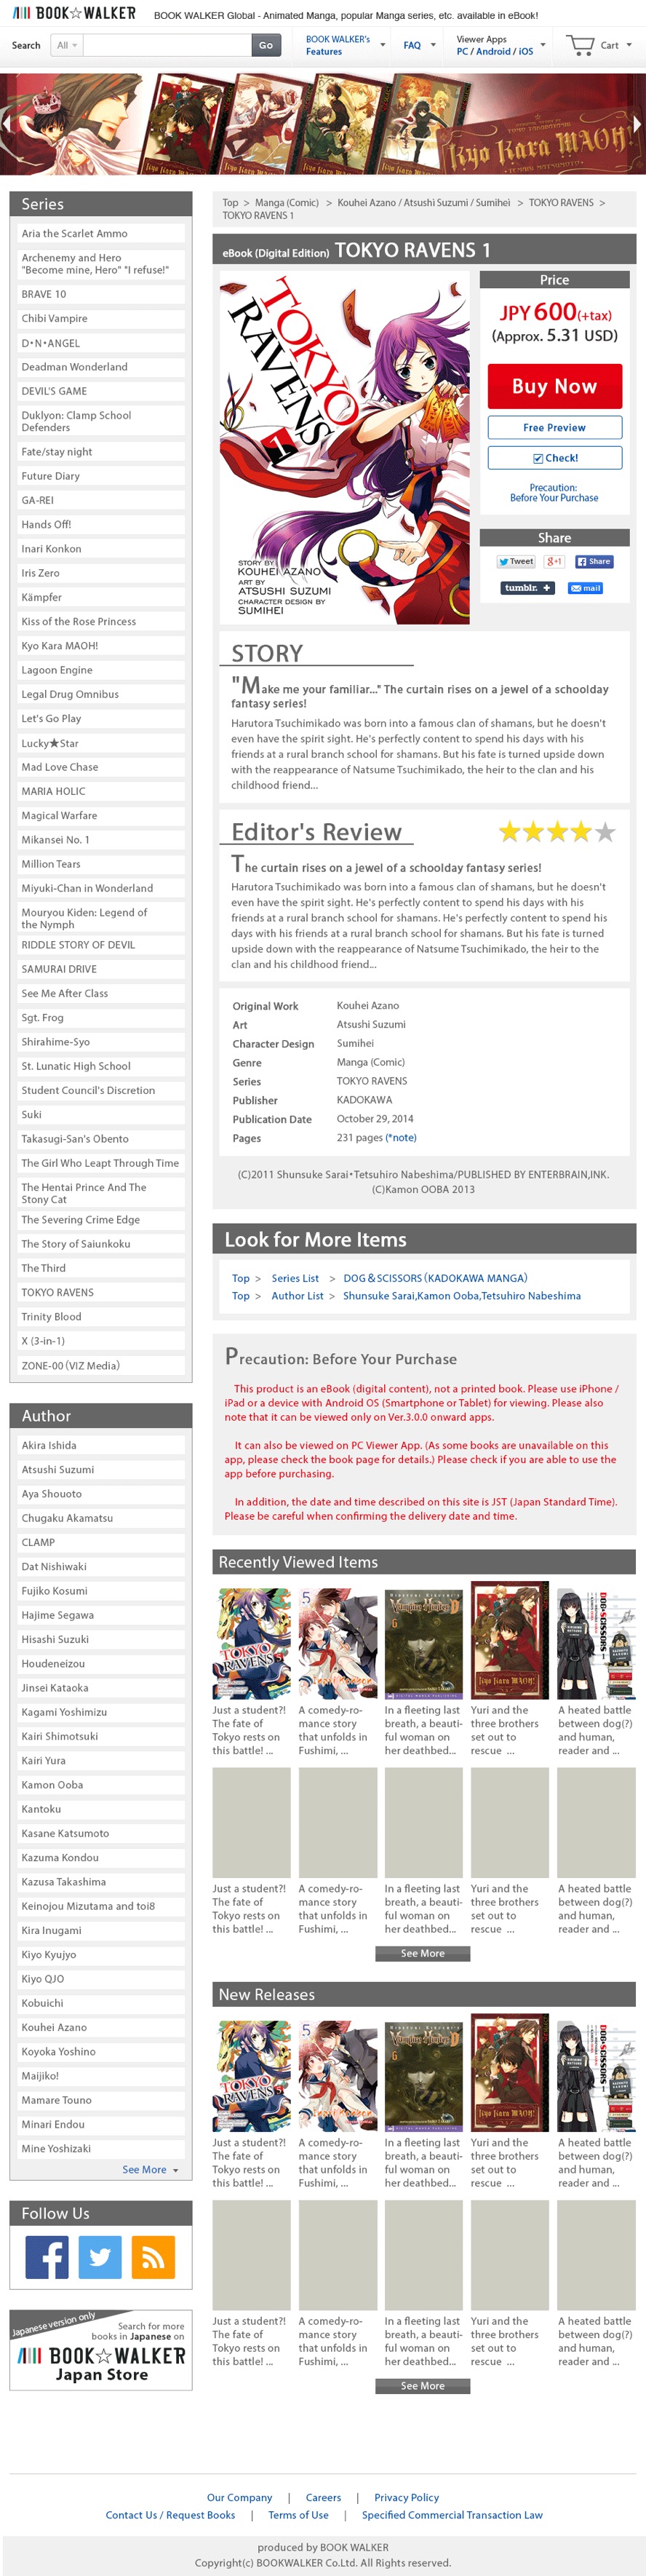 BOOK☆WALKER BOOK WALKER Global - Animated Manga, popular Manga series, etc. available in eBook!
Search All Go
BOOK WALKER's
Features
FAQ
Viewer Apps
PC / Android / iOS
Cart
Kyo Kara MAOH!
Series
Aria the Scarlet Ammo
Archenemy and Hero
"Become mine, Hero" "I refuse!"
BRAVE 10
Chibi Vampire
D・N・ANGEL
Deadman Wonderland
DEVIL'S GAME
Duklyon: Clamp School
Defenders
Fate/stay night
Future Diary
GA-REI
Hands Off!
Inari Konkon
Iris Zero
Kämpfer
Kiss of the Rose Princess
Kyo Kara MAOH!
Lagoon Engine
Legal Drug Omnibus
Let's Go Play
Lucky★Star
Mad Love Chase
MARIA HOLIC
Magical Warfare
Mikansei No. 1
Million Tears
Miyuki-Chan in Wonderland
Mouryou Kiden: Legend of
the Nymph
RIDDLE STORY OF DEVIL
SAMURAI DRIVE
See Me After Class
Sgt. Frog
Shirahime-Syo
St. Lunatic High School
Student Council's Discretion
Suki
Takasugi-San's Obento
The Girl Who Leapt Through Time
The Hentai Prince And The
Stony Cat
The Severing Crime Edge
The Story of Saiunkoku
The Third
TOKYO RAVENS
Trinity Blood
X (3-in-1)
ZONE-00（VIZ Media）
Author
Akira Ishida
Atsushi Suzumi
Aya Shouoto
Chugaku Akamatsu
CLAMP
Dat Nishiwaki
Fujiko Kosumi
Hajime Segawa
Hisashi Suzuki
Houdeneizou
Jinsei Kataoka
Kagami Yoshimizu
Kairi Shimotsuki
Kairi Yura
Kamon Ooba
Kantoku
Kasane Katsumoto
Kazuma Kondou
Kazusa Takashima
Keinojou Mizutama and toi8
Kira Inugami
Kiyo Kyujyo
Kiyo QJO
Kobuichi
Kouhei Azano
Koyoka Yoshino
Maijiko!
Mamare Touno
Minari Endou
Mine Yoshizaki
See More
Follow Us
Japanese version only
Search for more
books in Japanese on
BOOK☆WALKER
Japan Store
Top > Manga (Comic) > Kouhei Azano / Atsushi Suzumi / Sumihei > TOKYO RAVENS >
TOKYO RAVENS 1
eBook (Digital Edition) TOKYO RAVENS 1
TOKYO
RAVENS
1
STORY BY
KOUHEI AZANO
ART BY
ATSUSHI SUZUMI
CHARACTER DESIGN BY
SUMIHEI
Price
JPY 600(+tax)
(Approx. 5.31 USD)
Buy Now
Free Preview
Check!
Precaution:
Before Your Purchase
Share
Tweet
g+1
Share
tumblr. +
mail
STORY
"Make me your familiar..." The curtain rises on a jewel of a schoolday
fantasy series!
Harutora Tsuchimikado was born into a famous clan of shamans, but he doesn't
even have the spirit sight. He's perfectly content to spend his days with his
friends at a rural branch school for shamans. But his fate is turned upside down
with the reappearance of Natsume Tsuchimikado, the heir to the clan and his
childhood friend...
Editor's Review
The curtain rises on a jewel of a schoolday fantasy series!
Harutora Tsuchimikado was born into a famous clan of shamans, but he doesn't
even have the spirit sight. He's perfectly content to spend his days with his
friends at a rural branch school for shamans. He's perfectly content to spend his
days with his friends at a rural branch school for shamans. But his fate is turned
upside down with the reappearance of Natsume Tsuchimikado, the heir to the
clan and his childhood friend...
Original Work Kouhei Azano
Art Atsushi Suzumi
Character Design Sumihei
Genre Manga (Comic)
Series TOKYO RAVENS
Publisher KADOKAWA
Publication Date October 29, 2014
Pages 231 pages (*note)
(C)2011 Shunsuke Sarai・Tetsuhiro Nabeshima/PUBLISHED BY ENTERBRAIN,INK.
(C)Kamon OOBA 2013
Look for More Items
Top > Series List > DOG＆SCISSORS（KADOKAWA MANGA）
Top > Author List > Shunsuke Sarai,Kamon Ooba,Tetsuhiro Nabeshima
Precaution: Before Your Purchase
This product is an eBook (digital content), not a printed book. Please use iPhone /
iPad or a device with Android OS (Smartphone or Tablet) for viewing. Please also
note that it can be viewed only on Ver.3.0.0 onward apps.
It can also be viewed on PC Viewer App. (As some books are unavailable on this
app, please check the book page for details.) Please check if you are able to use the
app before purchasing.
In addition, the date and time described on this site is JST (Japan Standard Time).
Please be careful when confirming the delivery date and time.
Recently Viewed Items
Just a student?!
The fate of
Tokyo rests on
this battle! ...
A comedy-ro-
mance story
that unfolds in
Fushimi, ...
In a fleeting last
breath, a beauti-
ful woman on
her deathbed...
Yuri and the
three brothers
set out to
rescue ...
A heated battle
between dog(?)
and human,
reader and ...
Just a student?!
The fate of
Tokyo rests on
this battle! ...
A comedy-ro-
mance story
that unfolds in
Fushimi, ...
In a fleeting last
breath, a beauti-
ful woman on
her deathbed...
Yuri and the
three brothers
set out to
rescue ...
A heated battle
between dog(?)
and human,
reader and ...
See More
New Releases
Just a student?!
The fate of
Tokyo rests on
this battle! ...
A comedy-ro-
mance story
that unfolds in
Fushimi, ...
In a fleeting last
breath, a beauti-
ful woman on
her deathbed...
Yuri and the
three brothers
set out to
rescue ...
A heated battle
between dog(?)
and human,
reader and ...
Just a student?!
The fate of
Tokyo rests on
this battle! ...
A comedy-ro-
mance story
that unfolds in
Fushimi, ...
In a fleeting last
breath, a beauti-
ful woman on
her deathbed...
Yuri and the
three brothers
set out to
rescue ...
A heated battle
between dog(?)
and human,
reader and ...
See More
Our Company | Careers | Privacy Policy
Contact Us / Request Books | Terms of Use | Specified Commercial Transaction Law
produced by BOOK WALKER
Copyright(c) BOOKWALKER Co.Ltd. All Rights reserved.